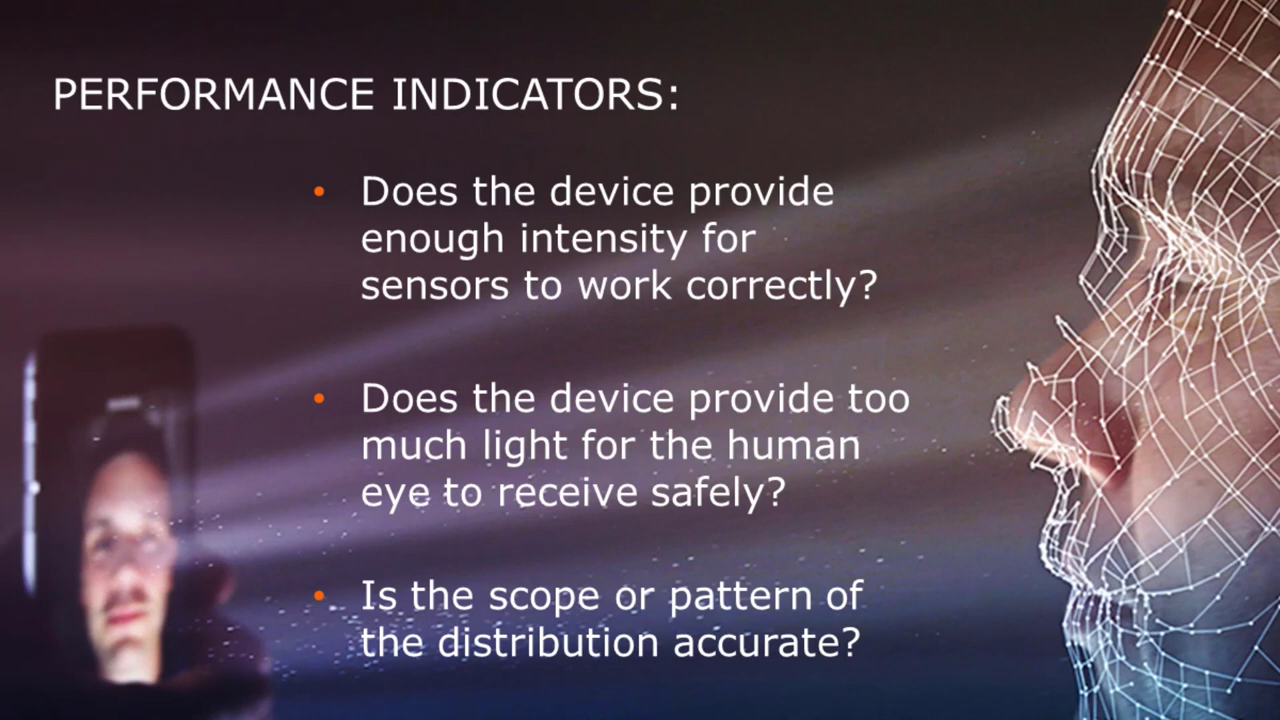 PERFORMANCE INDICATORS:
• Does the device provide
enough intensity for
sensors to work correctly?
• Does the device provide too
much light for the human
eye to receive safely?
• Is the scope or pattern of
the distribution accurate?